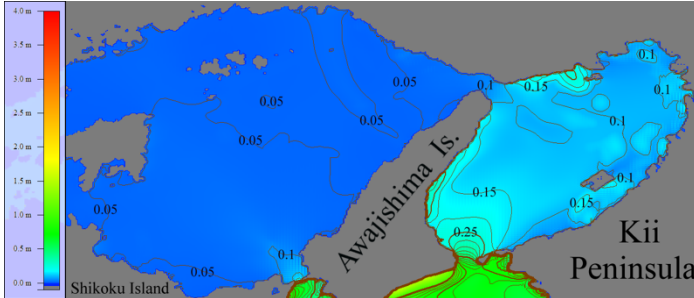 4.0 m
3.5 m
3.0 m
2.5 m
2.0 m
1.5 m
1.0 m
0.5 m
0.0 m
0.05
0.05
0.05
0.05
0.05
0.05
0.1
0.1
0.15
0.1
0.1
0.1
0.1
0.15
0.15
0.25
Awajishima Is.
Kii
Peninsula
Shikoku Island